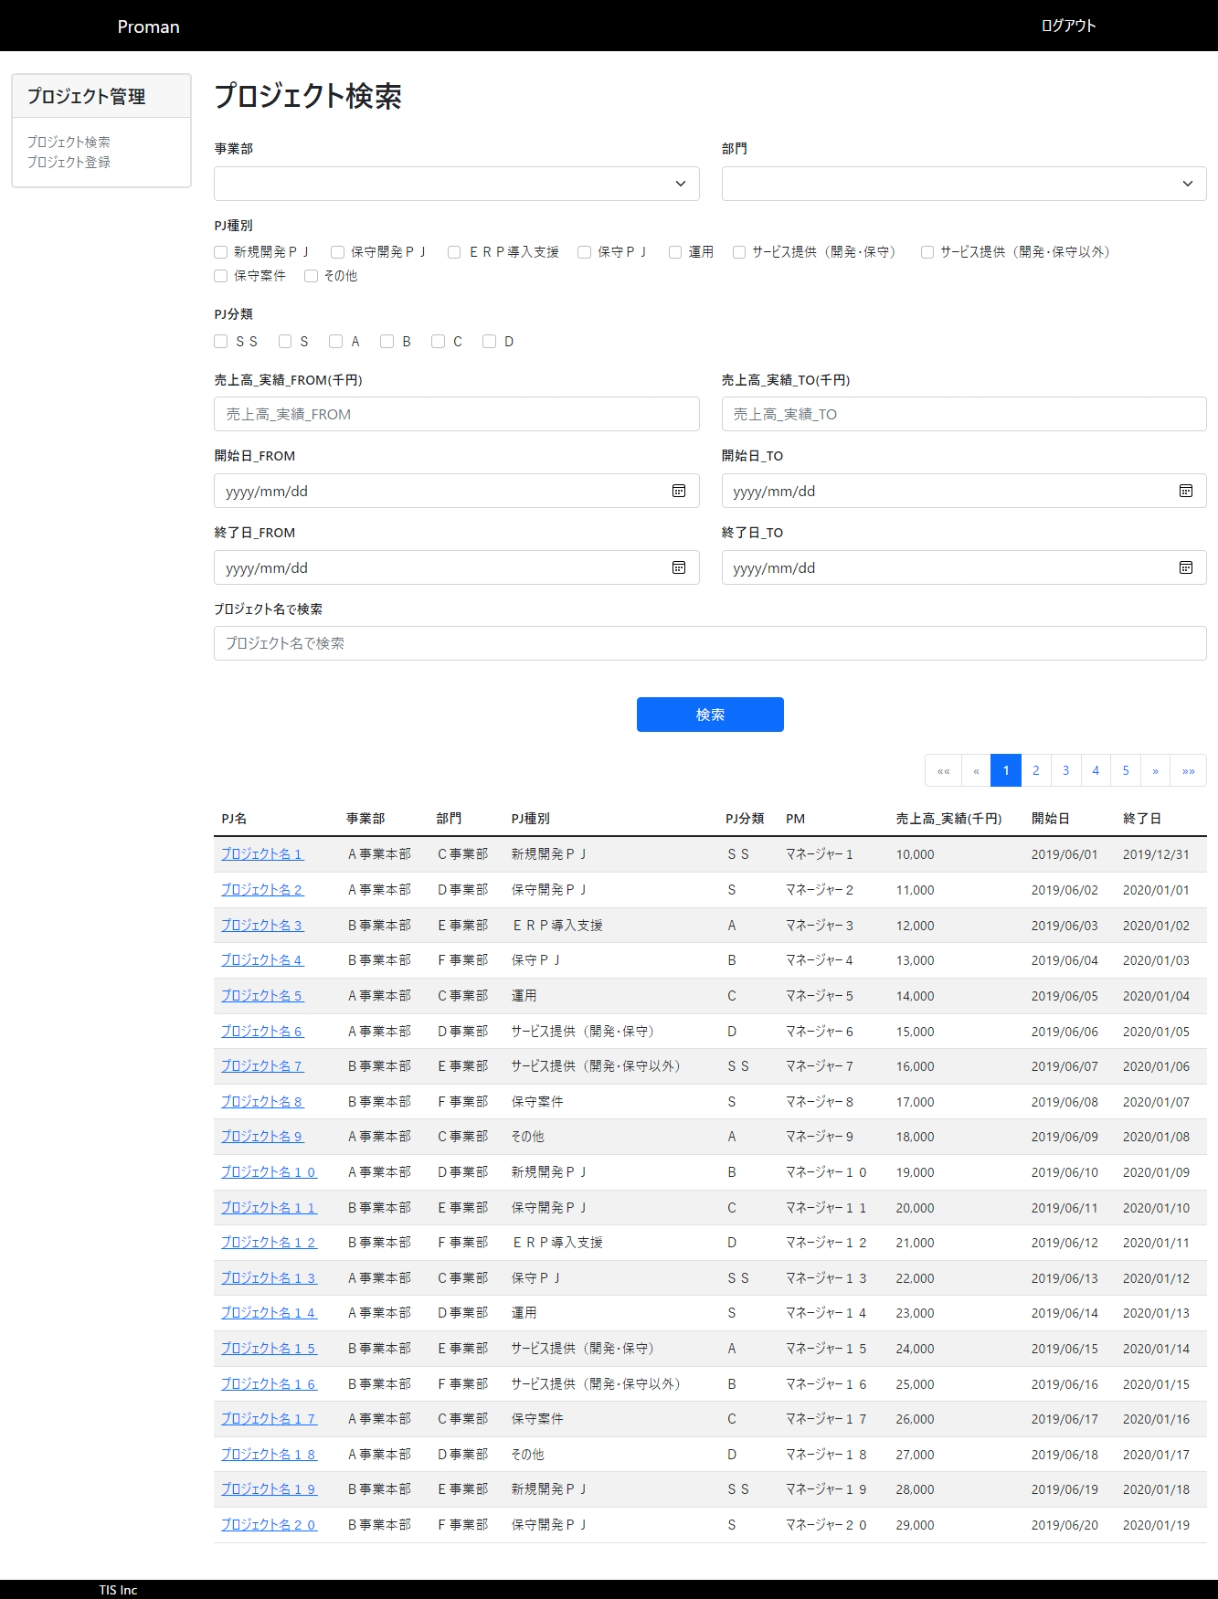 Proman ログアウト
プロジェクト管理
プロジェクト検索
プロジェクト登録
プロジェクト検索
事業部 部門
PJ種別
新規開発ＰＪ 保守開発ＰＪ ＥＲＰ導入支援 保守ＰＪ 運用 サービス提供（開発・保守） サービス提供（開発・保守以外）
保守案件 その他
PJ分類
ＳＳ Ｓ Ａ Ｂ Ｃ Ｄ
売上高_実績_FROM(千円) 売上高_実績_TO(千円)
売上高_実績_FROM 売上高_実績_TO
開始日_FROM 開始日_TO
yyyy/mm/dd yyyy/mm/dd
終了日_FROM 終了日_TO
yyyy/mm/dd yyyy/mm/dd
プロジェクト名で検索
プロジェクト名で検索
検索
«« « 1 2 3 4 5 » »»
PJ名 事業部 部門 PJ種別 PJ分類 PM 売上高_実績(千円) 開始日 終了日
プロジェクト名１ Ａ事業本部 Ｃ事業部 新規開発ＰＪ ＳＳ マネージャー１ 10,000 2019/06/01 2019/12/31
プロジェクト名２ Ａ事業本部 Ｄ事業部 保守開発ＰＪ Ｓ マネージャー２ 11,000 2019/06/02 2020/01/01
プロジェクト名３ Ｂ事業本部 Ｅ事業部 ＥＲＰ導入支援 Ａ マネージャー３ 12,000 2019/06/03 2020/01/02
プロジェクト名４ Ｂ事業本部 Ｆ事業部 保守ＰＪ Ｂ マネージャー４ 13,000 2019/06/04 2020/01/03
プロジェクト名５ Ａ事業本部 Ｃ事業部 運用 Ｃ マネージャー５ 14,000 2019/06/05 2020/01/04
プロジェクト名６ Ａ事業本部 Ｄ事業部 サービス提供（開発・保守） Ｄ マネージャー６ 15,000 2019/06/06 2020/01/05
プロジェクト名７ Ｂ事業本部 Ｅ事業部 サービス提供（開発・保守以外） ＳＳ マネージャー７ 16,000 2019/06/07 2020/01/06
プロジェクト名８ Ｂ事業本部 Ｆ事業部 保守案件 Ｓ マネージャー８ 17,000 2019/06/08 2020/01/07
プロジェクト名９ Ａ事業本部 Ｃ事業部 その他 Ａ マネージャー９ 18,000 2019/06/09 2020/01/08
プロジェクト名１０ Ａ事業本部 Ｄ事業部 新規開発ＰＪ Ｂ マネージャー１０ 19,000 2019/06/10 2020/01/09
プロジェクト名１１ Ｂ事業本部 Ｅ事業部 保守開発ＰＪ Ｃ マネージャー１１ 20,000 2019/06/11 2020/01/10
プロジェクト名１２ Ｂ事業本部 Ｆ事業部 ＥＲＰ導入支援 Ｄ マネージャー１２ 21,000 2019/06/12 2020/01/11
プロジェクト名１３ Ａ事業本部 Ｃ事業部 保守ＰＪ ＳＳ マネージャー１３ 22,000 2019/06/13 2020/01/12
プロジェクト名１４ Ａ事業本部 Ｄ事業部 運用 Ｓ マネージャー１４ 23,000 2019/06/14 2020/01/13
プロジェクト名１５ Ｂ事業本部 Ｅ事業部 サービス提供（開発・保守） Ａ マネージャー１５ 24,000 2019/06/15 2020/01/14
プロジェクト名１６ Ｂ事業本部 Ｆ事業部 サービス提供（開発・保守以外） Ｂ マネージャー１６ 25,000 2019/06/16 2020/01/15
プロジェクト名１７ Ａ事業本部 Ｃ事業部 保守案件 Ｃ マネージャー１７ 26,000 2019/06/17 2020/01/16
プロジェクト名１８ Ａ事業本部 Ｄ事業部 その他 Ｄ マネージャー１８ 27,000 2019/06/18 2020/01/17
プロジェクト名１９ Ｂ事業本部 Ｅ事業部 新規開発ＰＪ ＳＳ マネージャー１９ 28,000 2019/06/19 2020/01/18
プロジェクト名２０ Ｂ事業本部 Ｆ事業部 保守開発ＰＪ Ｓ マネージャー２０ 29,000 2019/06/20 2020/01/19
TIS Inc